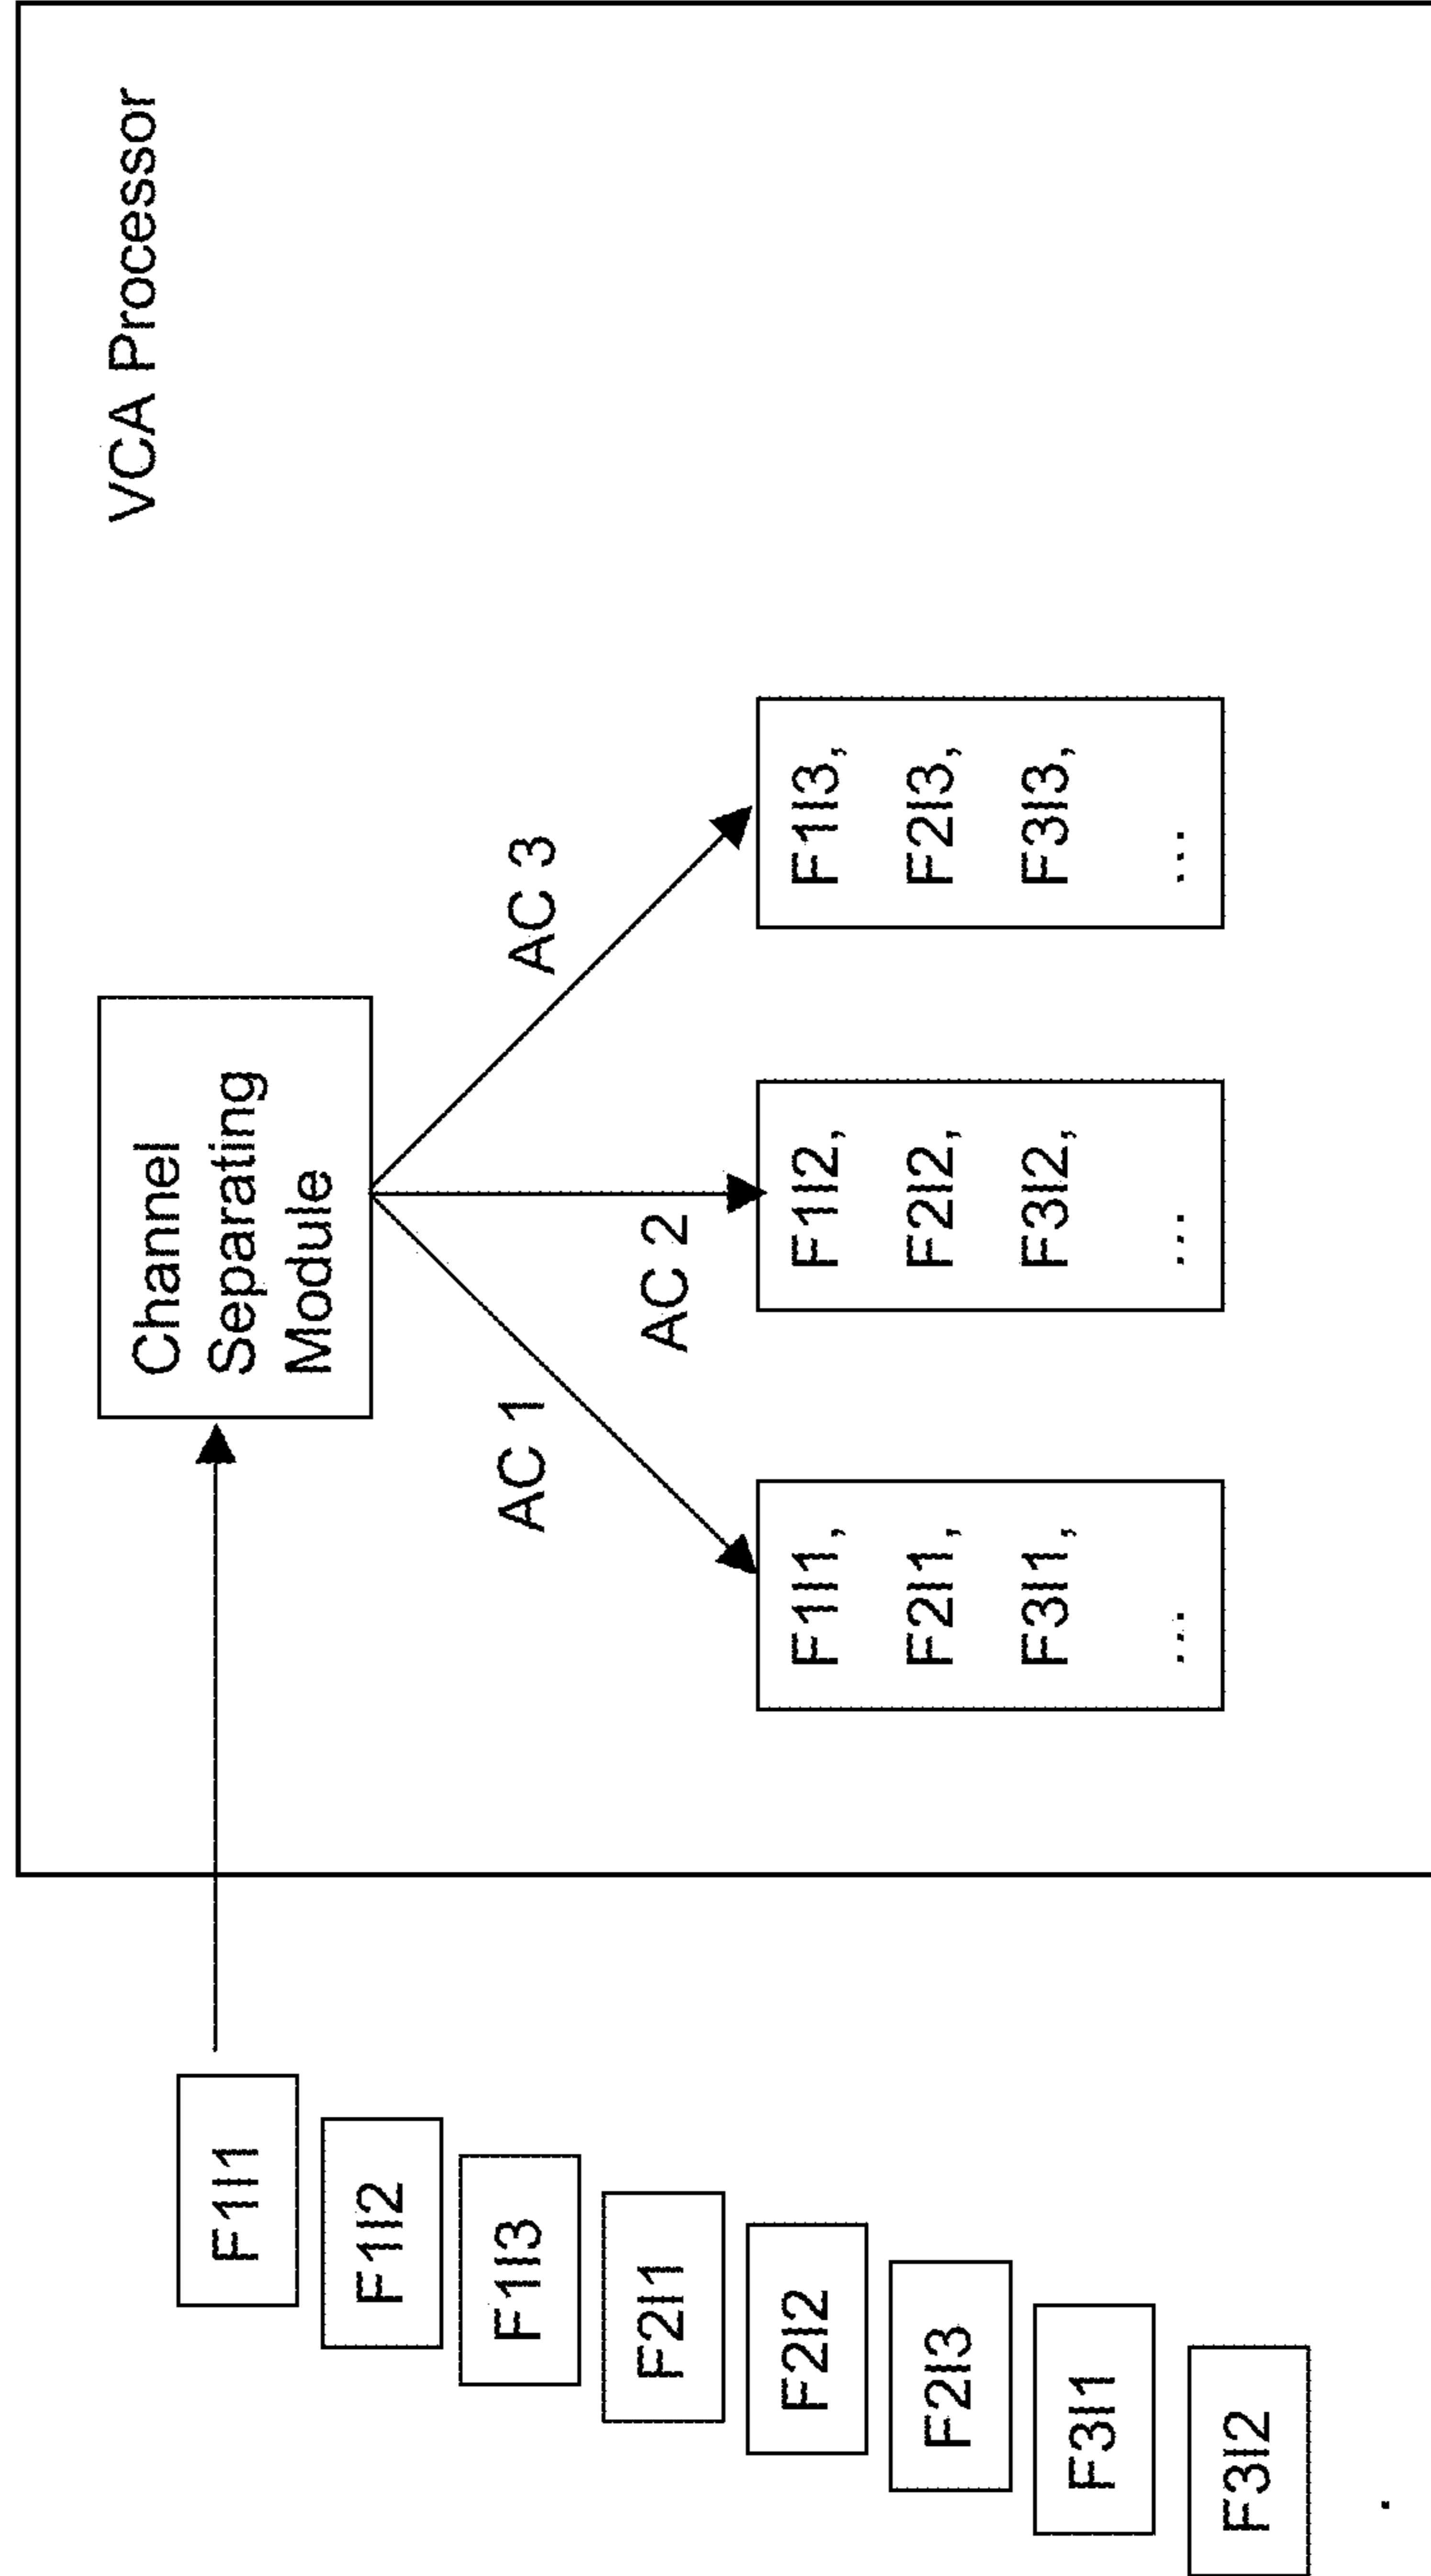 VCA Processor
Channel
Separating
Module
AC 1
AC 2
AC 3
F1I1,
F2I1,
F3I1,
...
F1I2,
F2I2,
F3I2,
...
F1I3,
F2I3,
F3I3,
...
F1I1
F1I2
F1I3
F2I1
F2I2
F2I3
F3I1
F3I2
.